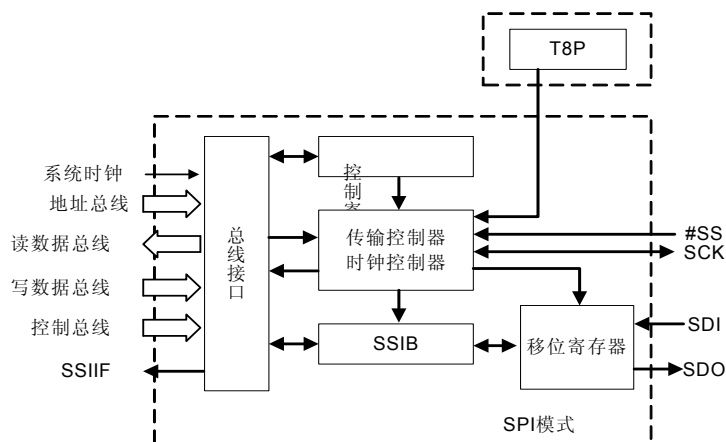 T8P
系统时钟
地址总线
读数据总线
写数据总线
控制总线
SSIIF
总线接口
控制
传输控制器
时钟控制器
SSIB
移位寄存器
#SS
SCK
SDI
SDO
SPI模式